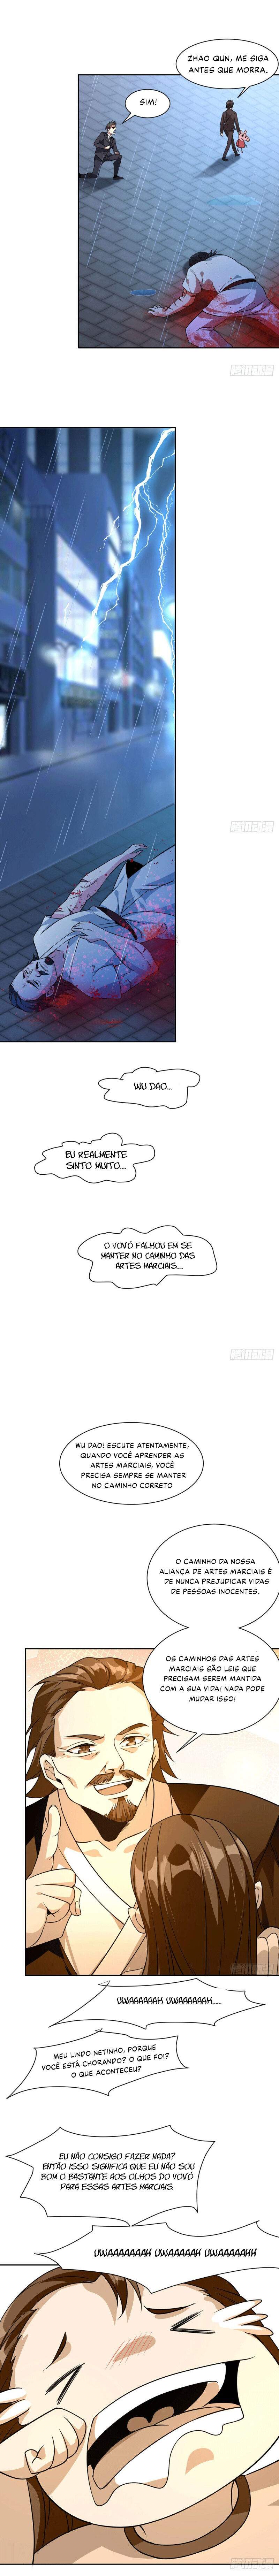 ZHAO QUN, ME SIGA
ANTES QUE MORRA.
SIM!
WU DAO...
EU REALMENTE
SINTO MUITO....
O VOVÔ FALHOU EM SE
MANTER NO CAMINHO DAS
ARTES MARCIAIS....
WU DAO! ESCUTE ATENTAMENTE,
QUANDO VOCÊ APRENDER AS
ARTES MARCIAIS, VOCÊ
PRECISA SEMPRE SE MANTER
NO CAMINHO CORRETO
O CAMINHO DA NOSSA
ALIANÇA DE ARTES MARCIAIS É
DE NUNCA PREJUDICAR VIDAS
DE PESSOAS INOCENTES.
OS CAMINHOS DAS ARTES
MARCIAIS SÃO LEIS QUE
PRECISAM SEREM MANTIDA
COM A SUA VIDA! NADA PODE
MUDAR ISSO!
UWAAAAAAH UWAAAAAAH.....
MEU LINDO NETINHO, PORQUE
VOCÊ ESTÁ CHORANDO? O QUE FOI?
O QUE ACONTECEU?
EU NÃO CONSIGO FAZER NADA?
ENTÃO ISSO SIGNIFICA QUE EU NÃO SOU
BOM O BASTANTE AOS OLHOS DO VOVÔ
PARA ESSAS ARTES MARCIAIS.
UWAAAAAAAH UWAAAAAH UWAAAAAHH